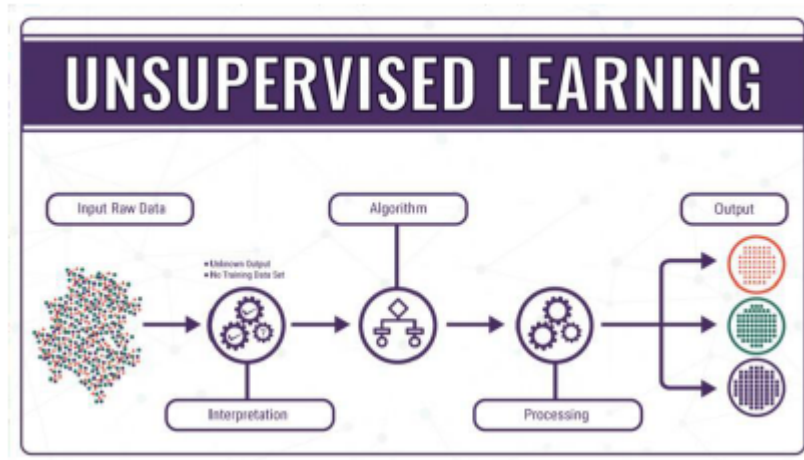 UNSUPERVISED LEARNING
Input Raw Data
Algorithm
Output
• Unknown Output
• No Training Data Set
Interpretation
Processing